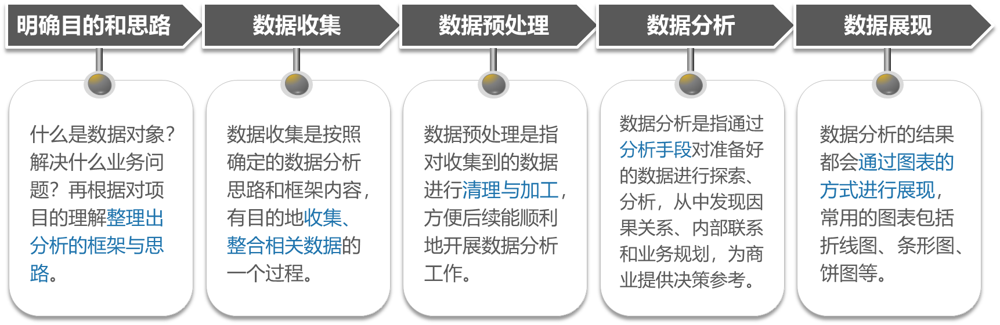 明确目的和思路
数据收集
数据预处理
数据分析
数据展现
什么是数据对象？
解决什么业务问
题？再根据对项
目的理解整理出
分析的框架与思
路。
数据收集是按照
确定的数据分析
思路和框架内容，
有目的地收集、
整合相关数据的
一个过程。
数据预处理是指
对收集到的数据
进行清理与加工，
方便后续能顺利
地开展数据分析
工作。
数据分析是指通过
分析手段对准备好
的数据进行探索、
分析，从中发现因
果关系、内部联系
和业务规划，为商
业提供决策参考。
数据分析的结果
都会通过图表的
方式进行展现，
常用的图表包括
折线图、条形图、
饼图等。